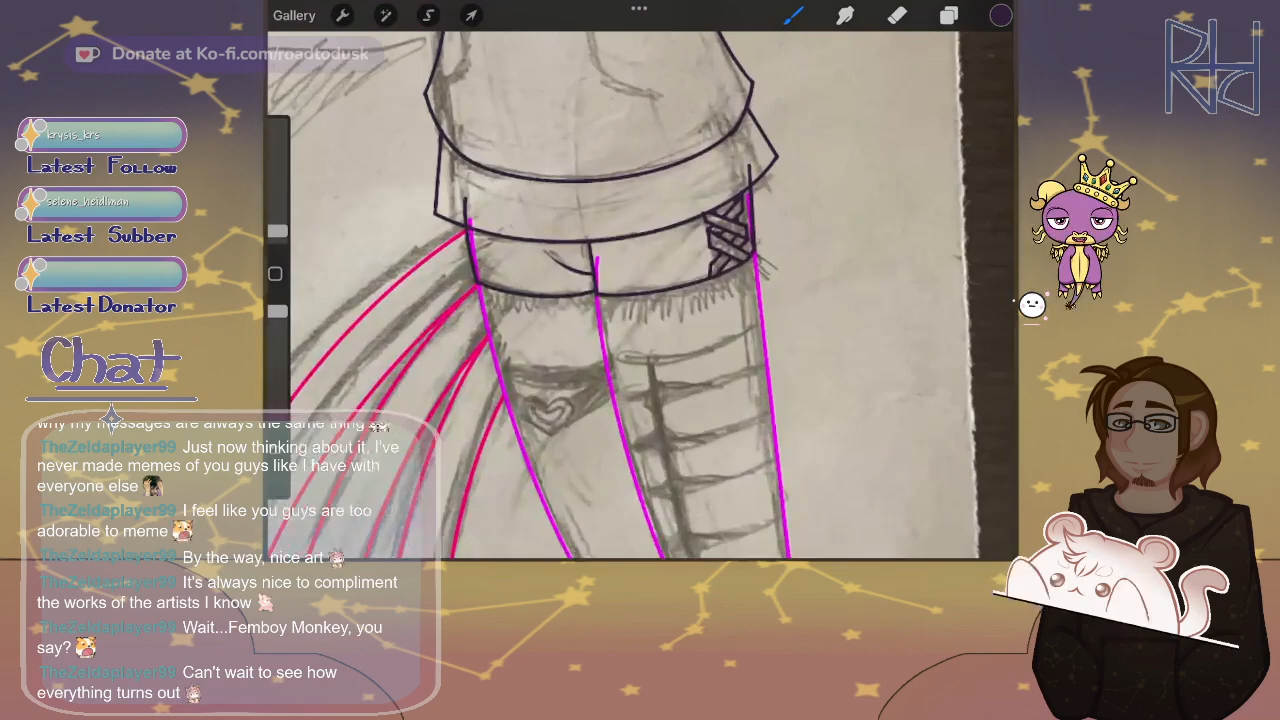 Gallery
Donate at Ko-fi.com/roadtodusk
krysis_krs
Latest Follow
selene_heidlman
Latest Subber
Latest Donator
Chat
why my messages are always the same thing
TheZeldaplayer99 Just now thinking about it, I've
never made memes of you guys like I have with
everyone else
TheZeldaplayer99 I feel like you guys are too
adorable to meme
TheZeldaplayer99 By the way, nice art
TheZeldaplayer99 It's always nice to compliment
the works of the artists I know
TheZeldaplayer99 Wait...Femboy Monkey, you
say?
TheZeldaplayer99 Can't wait to see how
everything turns out
RtD